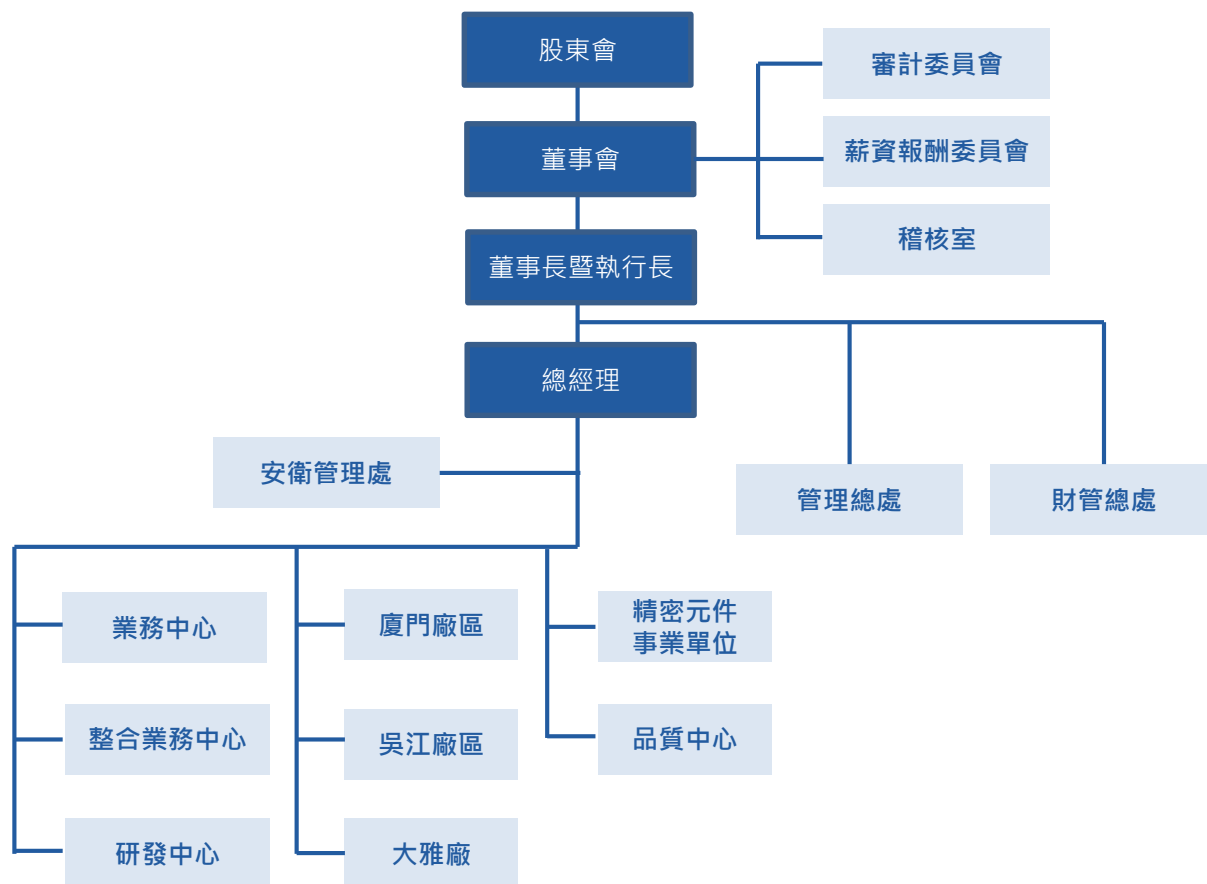 股東會
審計委員會
董事會
薪資報酬委員會
稽核室
董事長暨執行長
總經理
安衛管理處
管理總處
財管總處
業務中心
廈門廠區
精密元件
事業單位
整合業務中心
吳江廠區
品質中心
研發中心
大雅廠